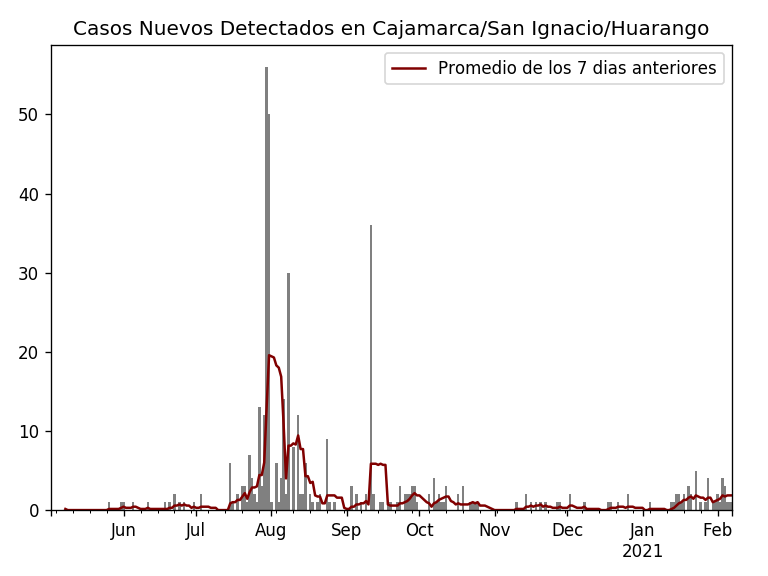 Casos Nuevos Detectados en Cajamarca/San Ignacio/Huarango
Promedio de los 7 dias anteriores
50
40
30
20
10
0
Jun Jul Aug Sep Oct Nov Dec Jan Feb
2021